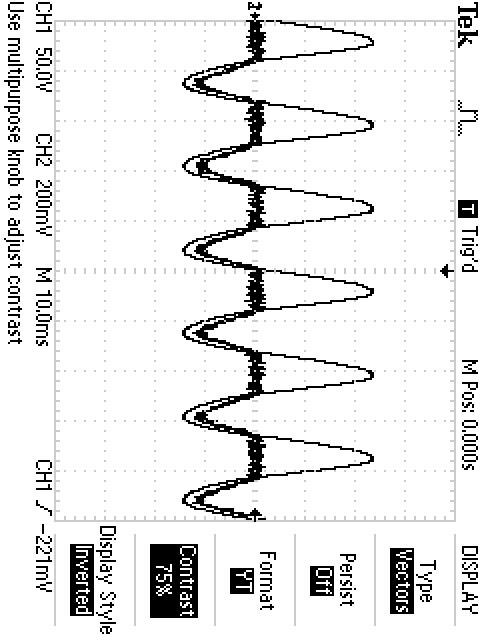 Tek
T Trig'd
M Pos: 0.000s
DISPLAY
Type
Vectors
Persist
Off
Format
YT
Contrast
75%
Display Style
Inverted
CH1 50.0V CH2 200mV M 10.0ms CH1 / -221mV
Use multipurpose knob to adjust contrast